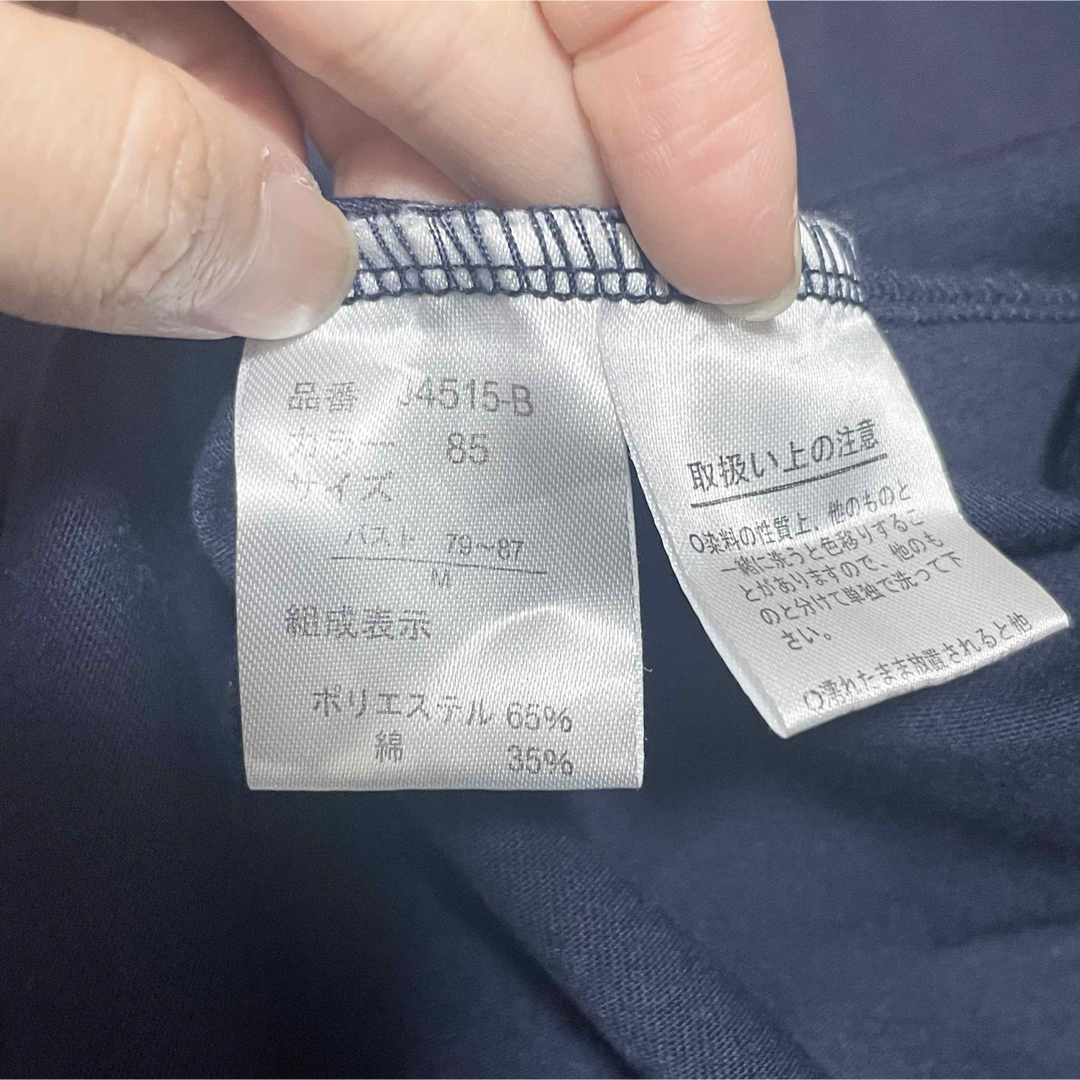 品番 J4515-B
カラー 85
サイズ
バスト 79～87
M
組成表示
ポリエステル 65%
綿 35%
取扱い上の注意
○染料の性質上、他のものと
一緒に洗うと色移りするこ
とがありますので、他のも
のと分けて単独で洗って下
さい。
○濡れたまま放置されると他